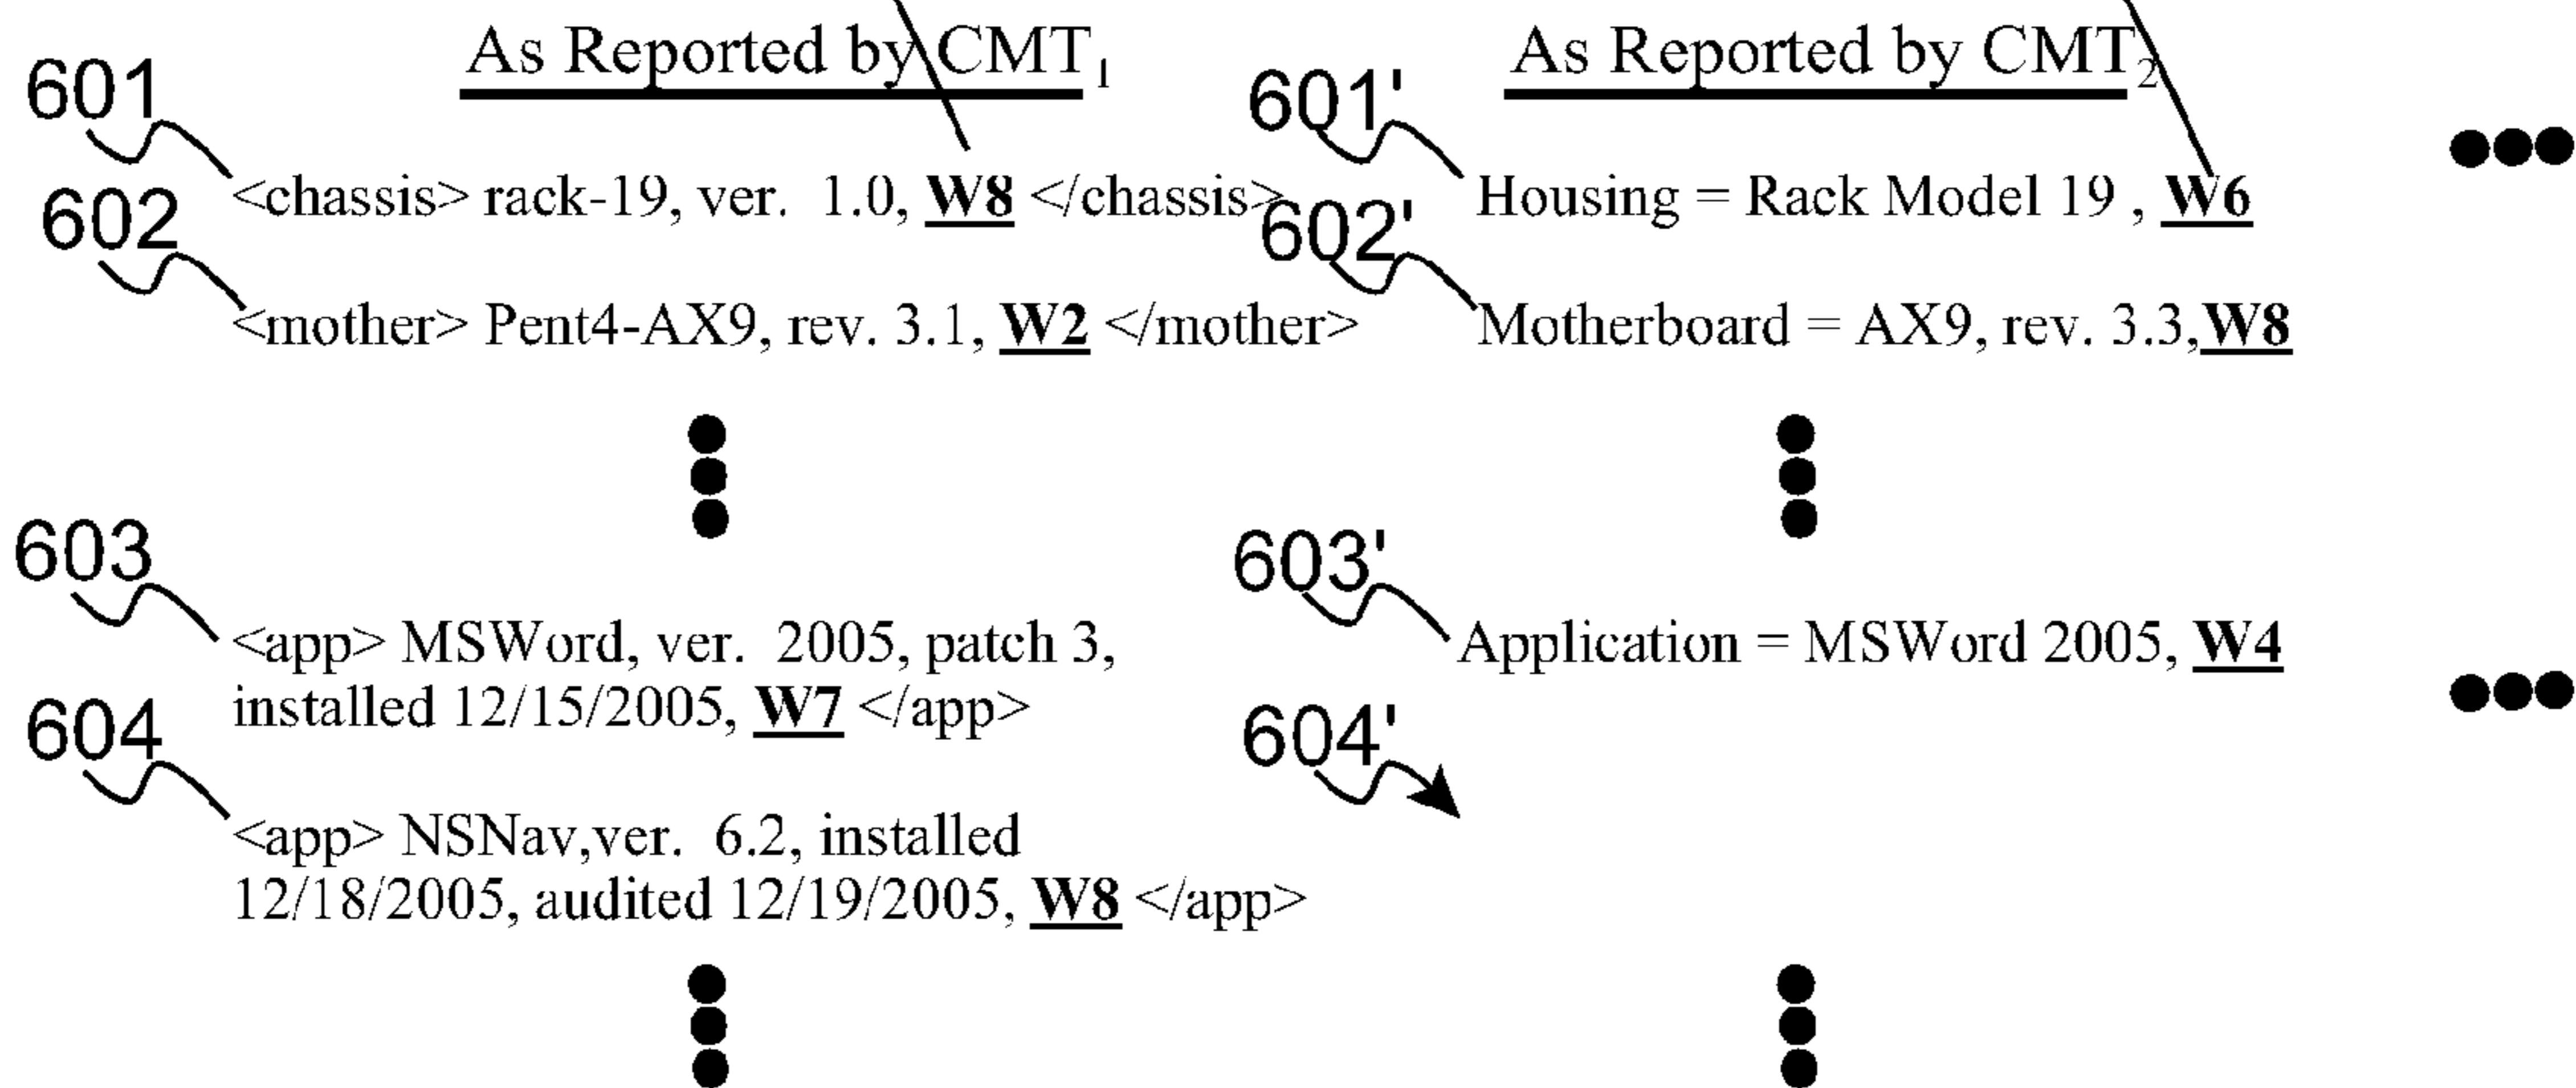 As Reported by CMT1
As Reported by CMT2
601
601'
<chassis> rack-19, ver. 1.0, W8 </chassis>
Housing = Rack Model 19 , W6
602
602'
<mother> Pent4-AX9, rev. 3.1, W2 </mother>
Motherboard = AX9, rev. 3.3,W8
603
603'
<app> MSWord, ver. 2005, patch 3,
installed 12/15/2005, W7 </app>
Application = MSWord 2005, W4
604
604'
<app> NSNav,ver. 6.2, installed
12/18/2005, audited 12/19/2005, W8 </app>